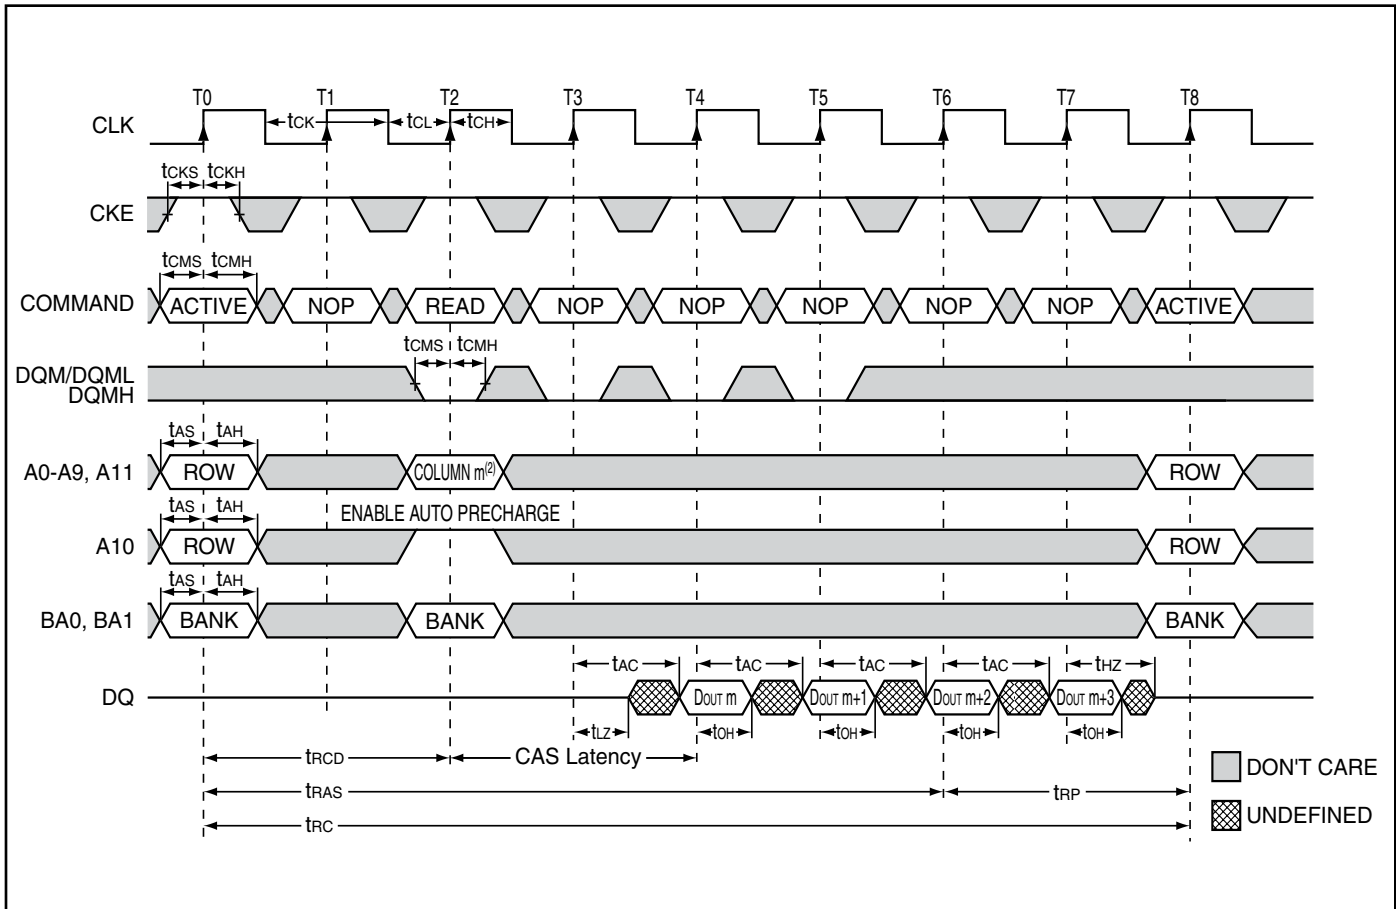 T0 T1 T2 T3 T4 T5 T6 T7 T8
CLK tCK tCL tCH
tCKS tCKH
CKE
tCMS tCMH
COMMAND ACTIVE NOP READ NOP NOP NOP NOP NOP ACTIVE
tCMS tCMH
DQM/DQML
DQMH
tAS tAH
A0-A9, A11 ROW COLUMN m(2) ROW
tAS tAH ENABLE AUTO PRECHARGE
A10 ROW ROW
tAS tAH
BA0, BA1 BANK BANK BANK
tAC tAC tAC tAC tHZ
DQ DOUT m DOUT m+1 DOUT m+2 DOUT m+3
tLZ tOH tOH tOH tOH
tRCD CAS Latency
DON'T CARE
tRAS tRP
UNDEFINED
tRC